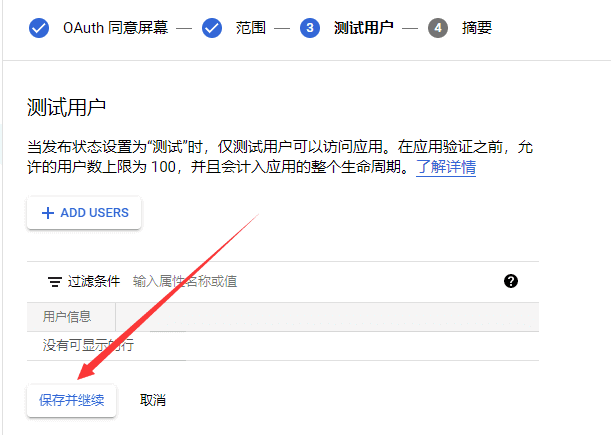 OAuth 同意屏幕 — 范围 — 3 测试用户 — 4 摘要
测试用户
当发布状态设置为“测试”时，仅测试用户可以访问应用。在应用验证之前，允
许的用户数上限为 100，并且会计入应用的整个生命周期。了解详情
+ ADD USERS
过滤条件 输入属性名称或值 ?
用户信息
没有可显示的行
保存并继续 取消